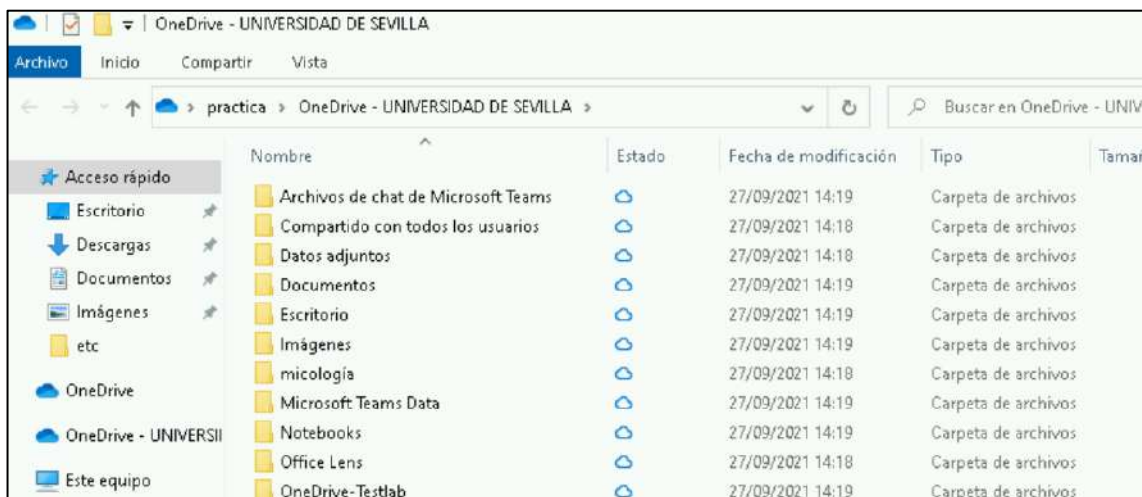 OneDrive - UNIVERSIDAD DE SEVILLA
Archivo Inicio Compartir Vista
practica > OneDrive - UNIVERSIDAD DE SEVILLA > Buscar en OneDrive - UNIV
Nombre Estado Fecha de modificación Tipo Tamañ
Acceso rápido
Escritorio
Descargas
Documentos
Imágenes
etc
OneDrive
OneDrive - UNIVERSI
Este equipo
Archivos de chat de Microsoft Teams 27/09/2021 14:19 Carpeta de archivos
Compartido con todos los usuarios 27/09/2021 14:18 Carpeta de archivos
Datos adjuntos 27/09/2021 14:18 Carpeta de archivos
Documentos 27/09/2021 14:19 Carpeta de archivos
Escritorio 27/09/2021 14:19 Carpeta de archivos
Imágenes 27/09/2021 14:19 Carpeta de archivos
micología 27/09/2021 14:18 Carpeta de archivos
Microsoft Teams Data 27/09/2021 14:19 Carpeta de archivos
Notebooks 27/09/2021 14:19 Carpeta de archivos
Office Lens 27/09/2021 14:18 Carpeta de archivos
OneDrive-Testlab 27/09/2021 14:19 Carpeta de archivos